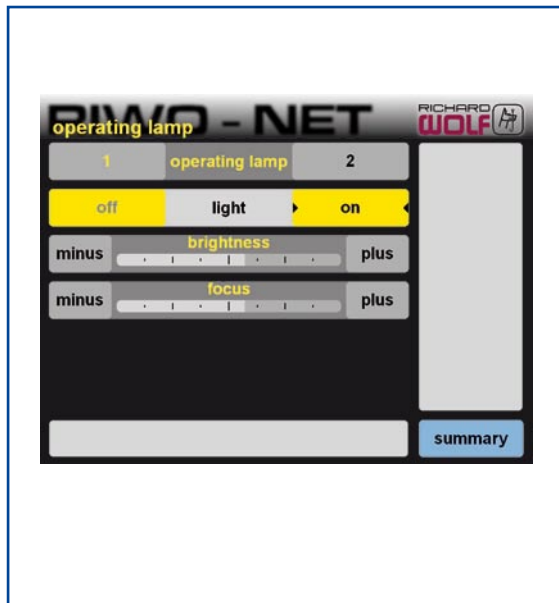 RIWO - NET
RICHARD WOLF
operating lamp
1 operating lamp 2
off light on
brightness
minus plus
focus
minus plus
summary